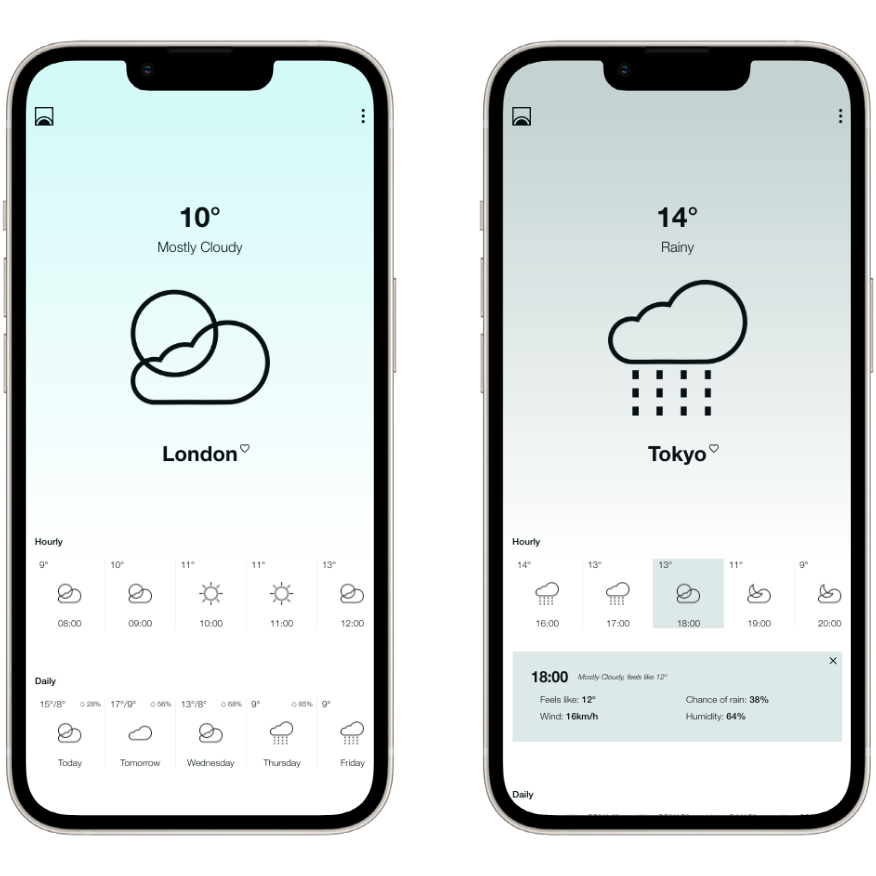 10°
Mostly Cloudy
London
Hourly
9° 10° 11° 11° 13°
08:00 09:00 10:00 11:00 12:00
Daily
15°/8° 28% 17°/9° 56% 13°/8° 68% 9° 85% 9°
Today Tomorrow Wednesday Thursday Friday
14°
Rainy
Tokyo
Hourly
14° 13° 13° 11° 9°
16:00 17:00 18:00 19:00 20:00
18:00 Mostly Cloudy, feels like 12°
Feels like: 12° Chance of rain: 38%
Wind: 16km/h Humidity: 64%
Daily